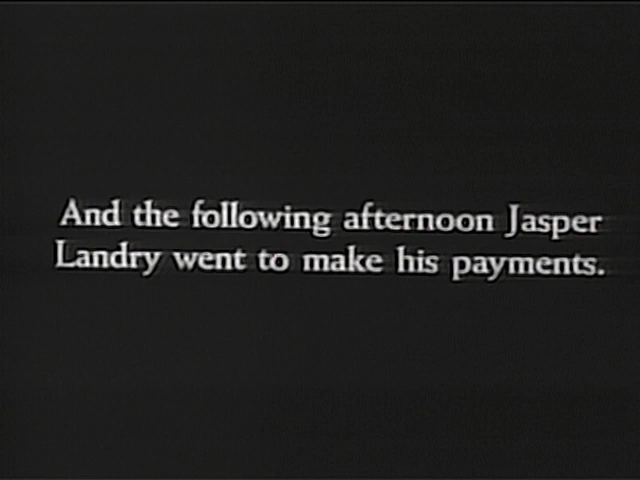 And the following afternoon Jasper
Landry went to make his payments.